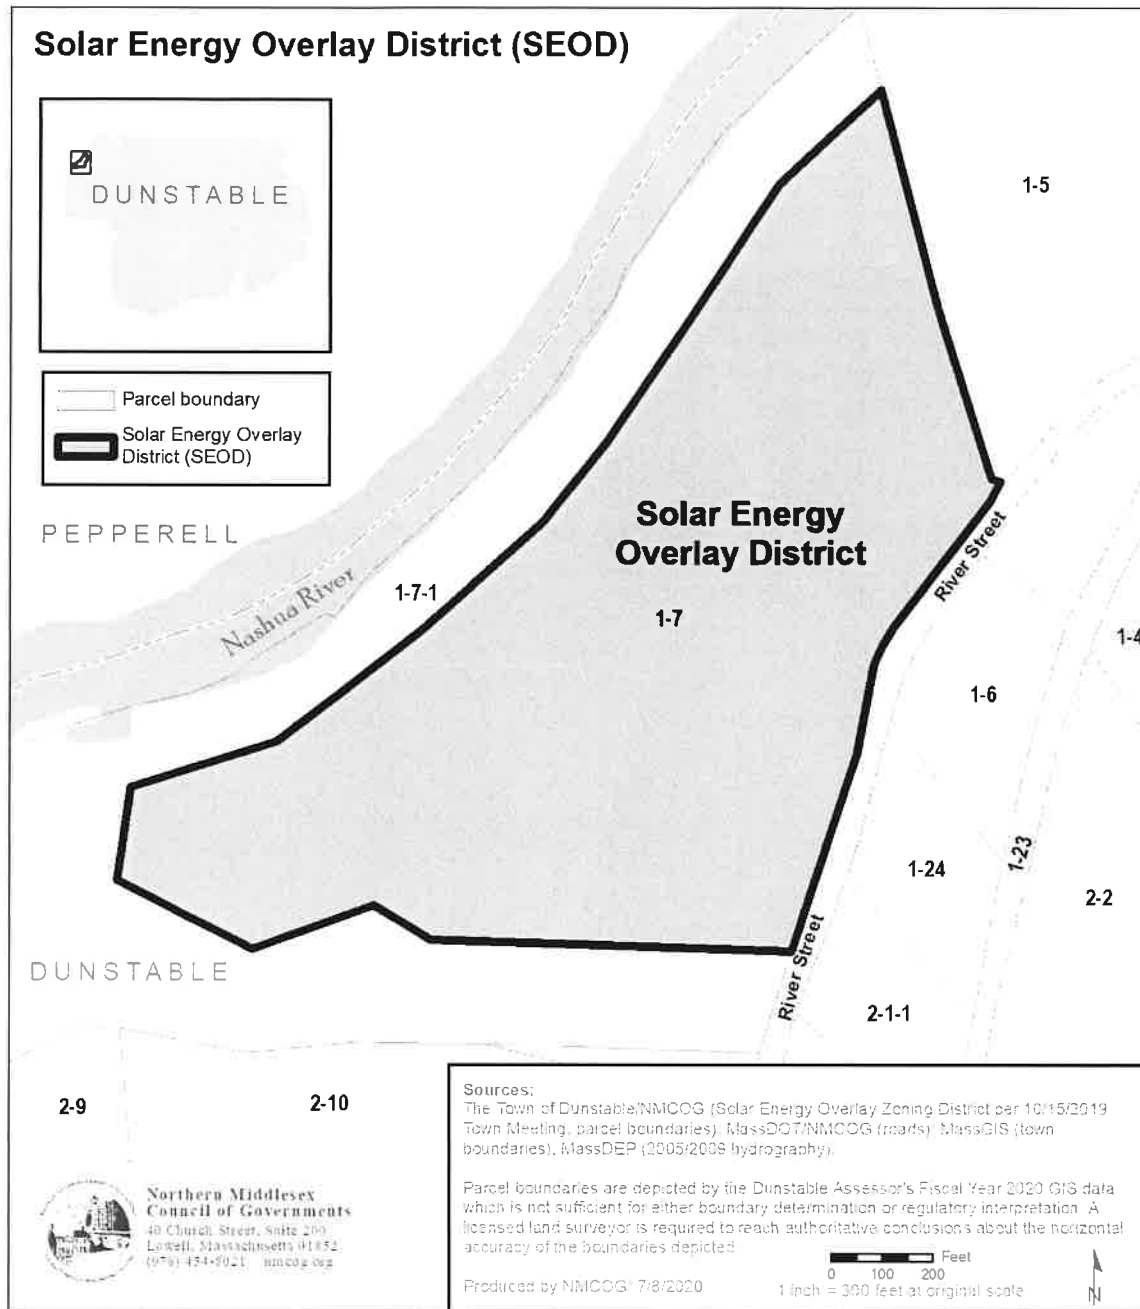 Solar Energy Overlay District (SEOD)
DUNSTABLE
Parcel boundary
Solar Energy Overlay
District (SEOD)
PEPPERELL
Nashua River
1-7-1
Solar Energy
Overlay District
1-7
1-5
River Street
1-4
1-6
1-24
1-23
2-2
River Street
2-1-1
DUNSTABLE
2-9
2-10
Northern Middlesex
Council of Governments
40 Church Street, Suite 200
Lowell, Massachusetts 01852
(978) 454-8021 nmcog.org
Sources:
The Town of Dunstable/NMCOG (Solar Energy Overlay Zoning District per 10/15/2019
Town Meeting, parcel boundaries), MassDOT/NMCOG (roads), MassGIS (town
boundaries), MassDEP (2005/2009 hydrography).
Parcel boundaries are depicted by the Dunstable Assessor's Fiscal Year 2020 GIS data
which is not sufficient for either boundary determination or regulatory interpretation. A
licensed land surveyor is required to reach authoritative conclusions about the horizontal
accuracy of the boundaries depicted.
Produced by NMCOG: 7/8/2020
Feet
0 100 200
1 inch = 300 feet at original scale
N